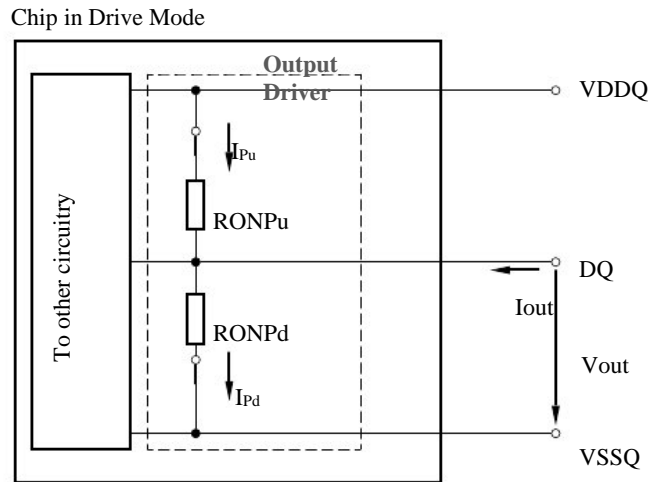 Chip in Drive Mode
Output
Driver
VDDQ
IPu
To other circuitry
RONPu
DQ
Iout
RONPd
Vout
IPd
VSSQ